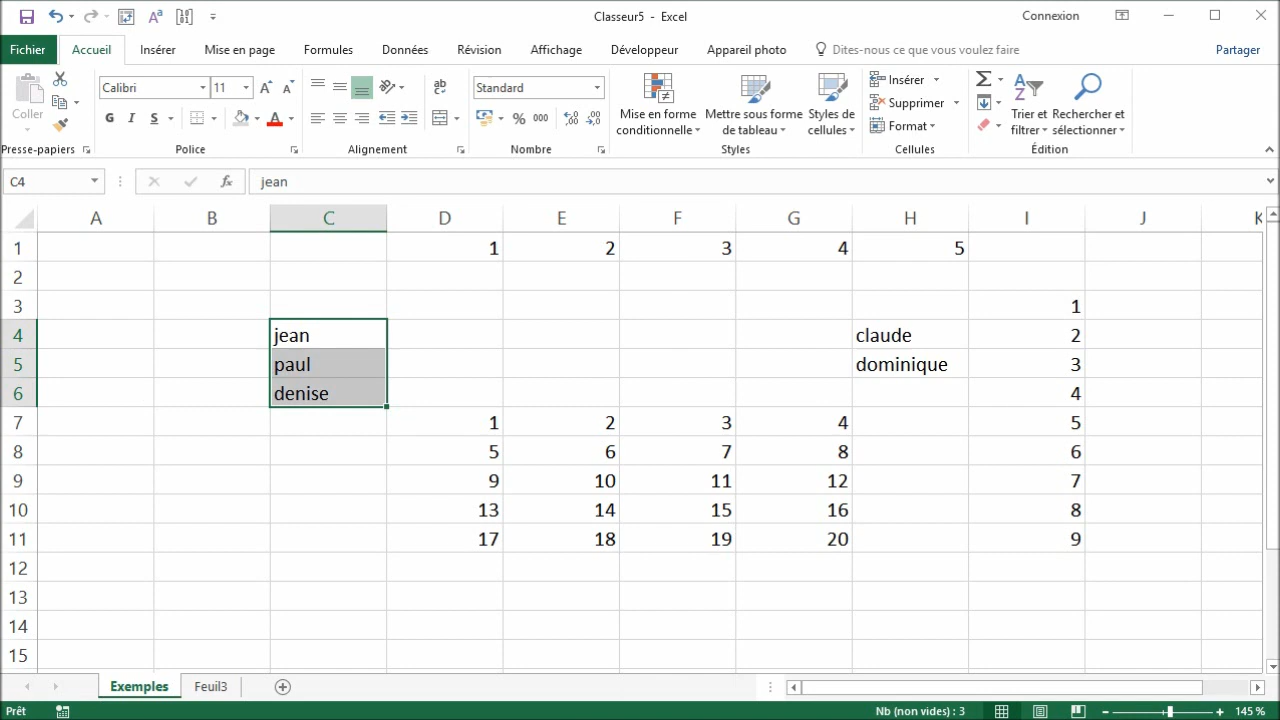 Classeur5 - Excel
Connexion
Fichier Accueil Insérer Mise en page Formules Données Révision Affichage Développeur Appareil photo Dites-nous ce que vous voulez faire Partager
Coller
Calibri 11
G I S
Standard
% 000
Mise en forme conditionnelle
Mettre sous forme de tableau
Styles de cellules
Insérer
Supprimer
Format
Trier et filtrer
Rechercher et sélectionner
Presse-papiers Police Alignement Nombre Styles Cellules Édition
C4 fx jean
A B C D E F G H I J K
1 1 2 3 4 5
2
3 1
4 jean claude 2
5 paul dominique 3
6 denise 4
7 1 2 3 4 5
8 5 6 7 8 6
9 9 10 11 12 7
10 13 14 15 16 8
11 17 18 19 20 9
12
13
14
15
Exemples Feuil3
Prêt Nb (non vides) : 3 145 %